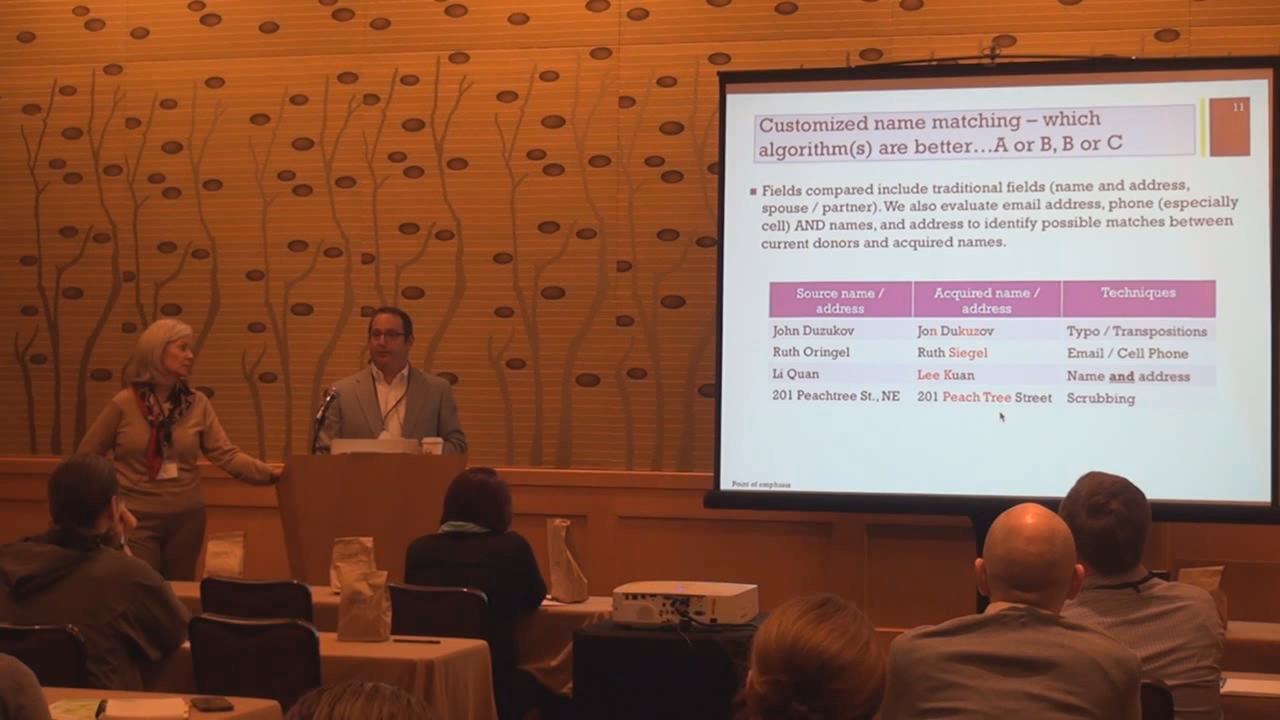 11
Customized name matching – which
algorithm(s) are better...A or B, B or C
Fields compared include traditional fields (name and address,
spouse / partner). We also evaluate email address, phone (especially
cell) AND names, and address to identify possible matches between
current donors and acquired names.
Source name / address Acquired name / address Techniques
John Duzukov Jon Dukuzov Typo / Transpositions
Ruth Oringel Ruth Siegel Email / Cell Phone
Li Quan Lee Kuan Name and address
201 Peachtree St., NE 201 Peach Tree Street Scrubbing
Point of emphasis